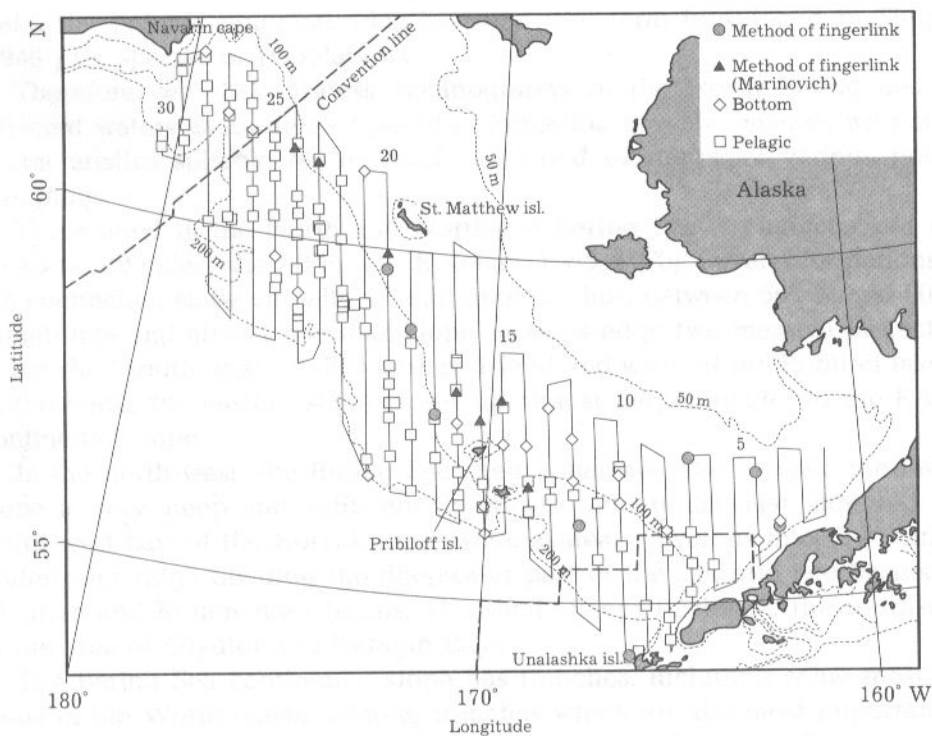 Navarin cape
100 m
Convention line
30
25
20
50 m
60°
200 m
St. Matthew isl.
Alaska
Method of fingerlink
Method of fingerlink
(Marinovich)
Bottom
Pelagic
Latitude N
15
10
50 m
5
100 m
55°
Pribiloff isl.
200 m
Unalashka isl.
180°
170°
160° W
Longitude